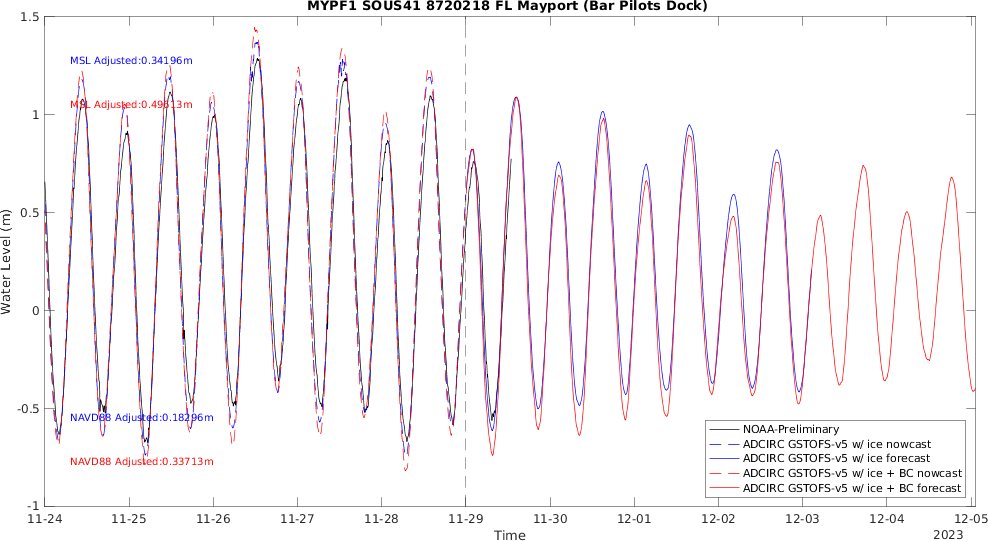 MYPF1 SOUS41 8720218 FL Mayport (Bar Pilots Dock)
1.5
MSL Adjusted:0.34196m
MSL Adjusted:0.49613m
1
0.5
Water Level (m)
0
-0.5
NAVD88 Adjusted:0.18296m
NAVD88 Adjusted:0.33713m
NOAA-Preliminary
ADCIRC GSTOFS-v5 w/ ice nowcast
ADCIRC GSTOFS-v5 w/ ice forecast
ADCIRC GSTOFS-v5 w/ ice + BC nowcast
ADCIRC GSTOFS-v5 w/ ice + BC forecast
-1
11-24 11-25 11-26 11-27 11-28 11-29 11-30 12-01 12-02 12-03 12-04 12-05
Time
2023